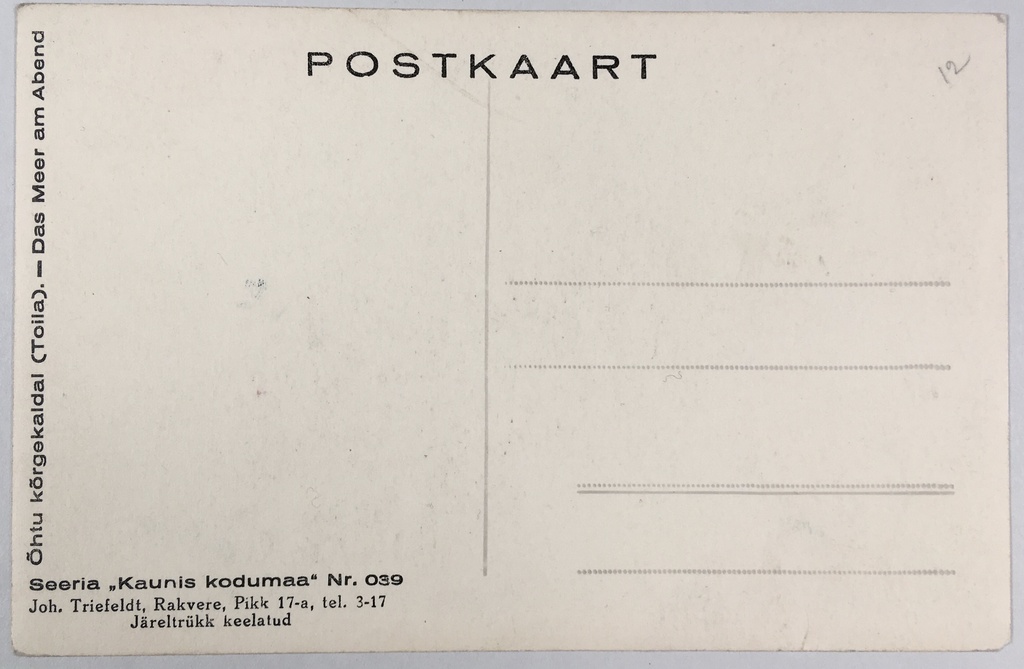 POSTKAART
12
Õhtu kõrgekaldal (Toila). — Das Meer am Abend
Seeria „Kaunis kodumaa“ Nr. 039
Joh. Triefeldt, Rakvere, Pikk 17-a, tel. 3-17
Järeltrükk keelatud